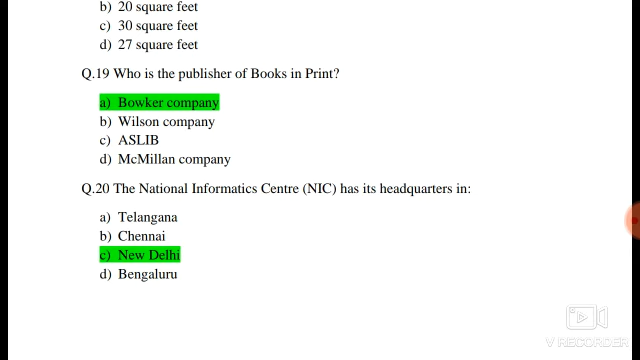 b) 20 square feet
c) 30 square feet
d) 27 square feet
Q.19 Who is the publisher of Books in Print?
a) Bowker company
b) Wilson company
c) ASLIB
d) McMillan company
Q.20 The National Informatics Centre (NIC) has its headquarters in:
a) Telangana
b) Chennai
c) New Delhi
d) Bengaluru
V RECORDER